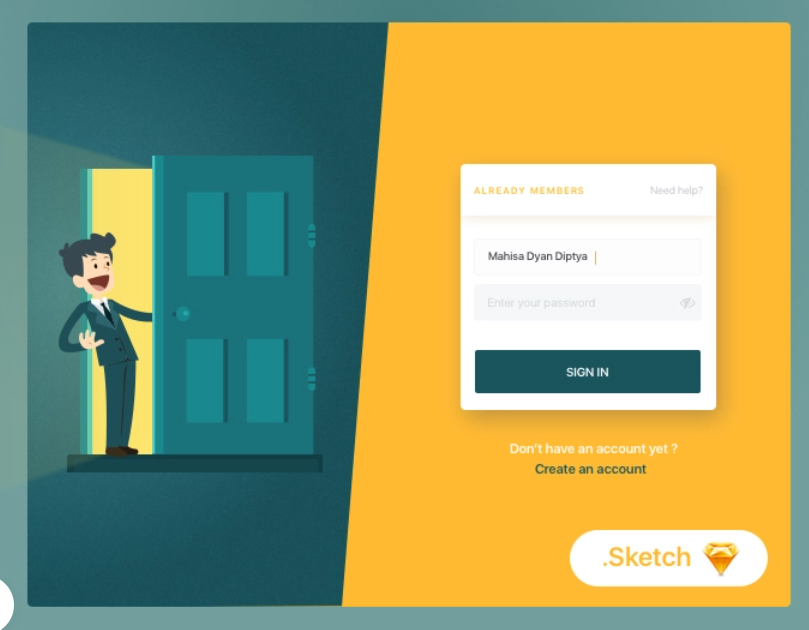 ALREADY MEMBERS
Need help?
Mahisa Dyan Diptya
Enter your password
SIGN IN
Don't have an account yet ?
Create an account
.Sketch